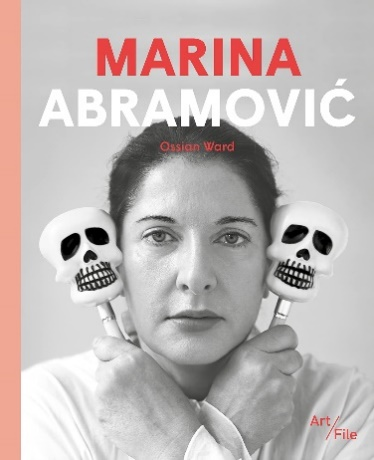 MARINA
ABRAMOVIĆ
Ossian Ward
Art/
File